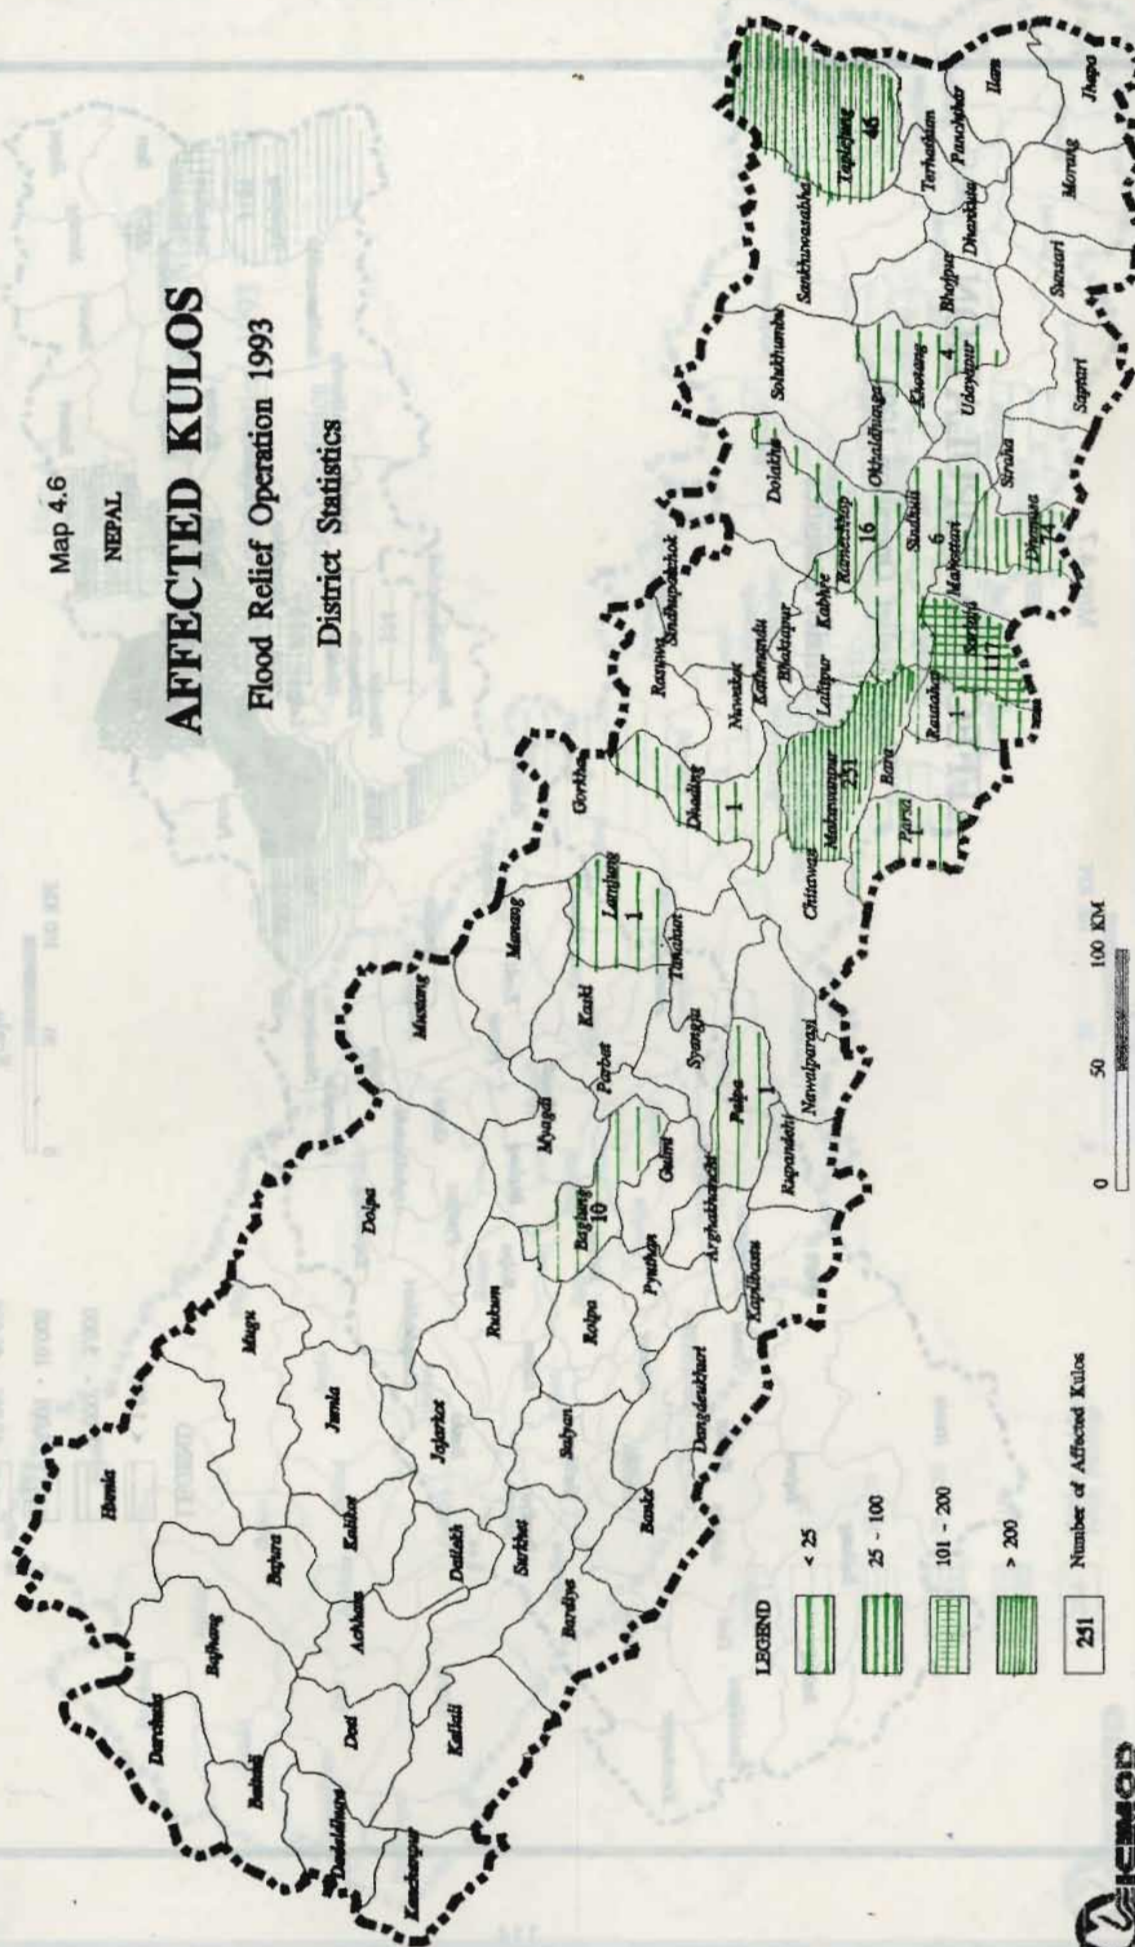 Map 4.6
NEPAL
AFFECTED KULOS
Flood Relief Operation 1993
District Statistics
Humla
Darchula
Bajhang
Mugu
Bajura
Baitadi
Jumla
Dolpa
Doti
Achham
Kalikot
Mustang
Dadeldhura
Jajarkot
Dailekh
Kanchanpur
Kailali
Rukum
Manang
Surkhet
Myagdi
Salyan
Rolpa
Baglung
10
Kaski
Lamjung
1
Gorkha
Bardiya
Parbat
Banke
Pyuthan
Gulmi
Syangja
Tanahun
Dangdeukhuri
Arghakhanchi
Palpa
1
Dhading
1
Rasuwa
Sindhupalchok
Nuwakot
Kathmandu
Bhaktapur
Lalitpur
Kabhre
Kapilbastu
Rupandehi
Nawalparasi
Chitawan
Makawanpur
251
Dolakha
Ramechhap
16
Solukhumbu
Okhaldhunga
Sankhuwasabha
Taplejung
46
Parsa
1
Bara
Rautahat
1
Sarlahi
117
Sindhuli
6
Mahottari
Dhanusa
74
Siraha
Khotang
4
Udayapur
Saptari
Bhojpur
Dhankuta
Terhathum
Panchthar
Ilam
Sunsari
Morang
Jhapa
LEGEND
< 25
25 - 100
101 - 200
> 200
251 Number of Affected Kulos
0 50 100 KM
ICIMOD